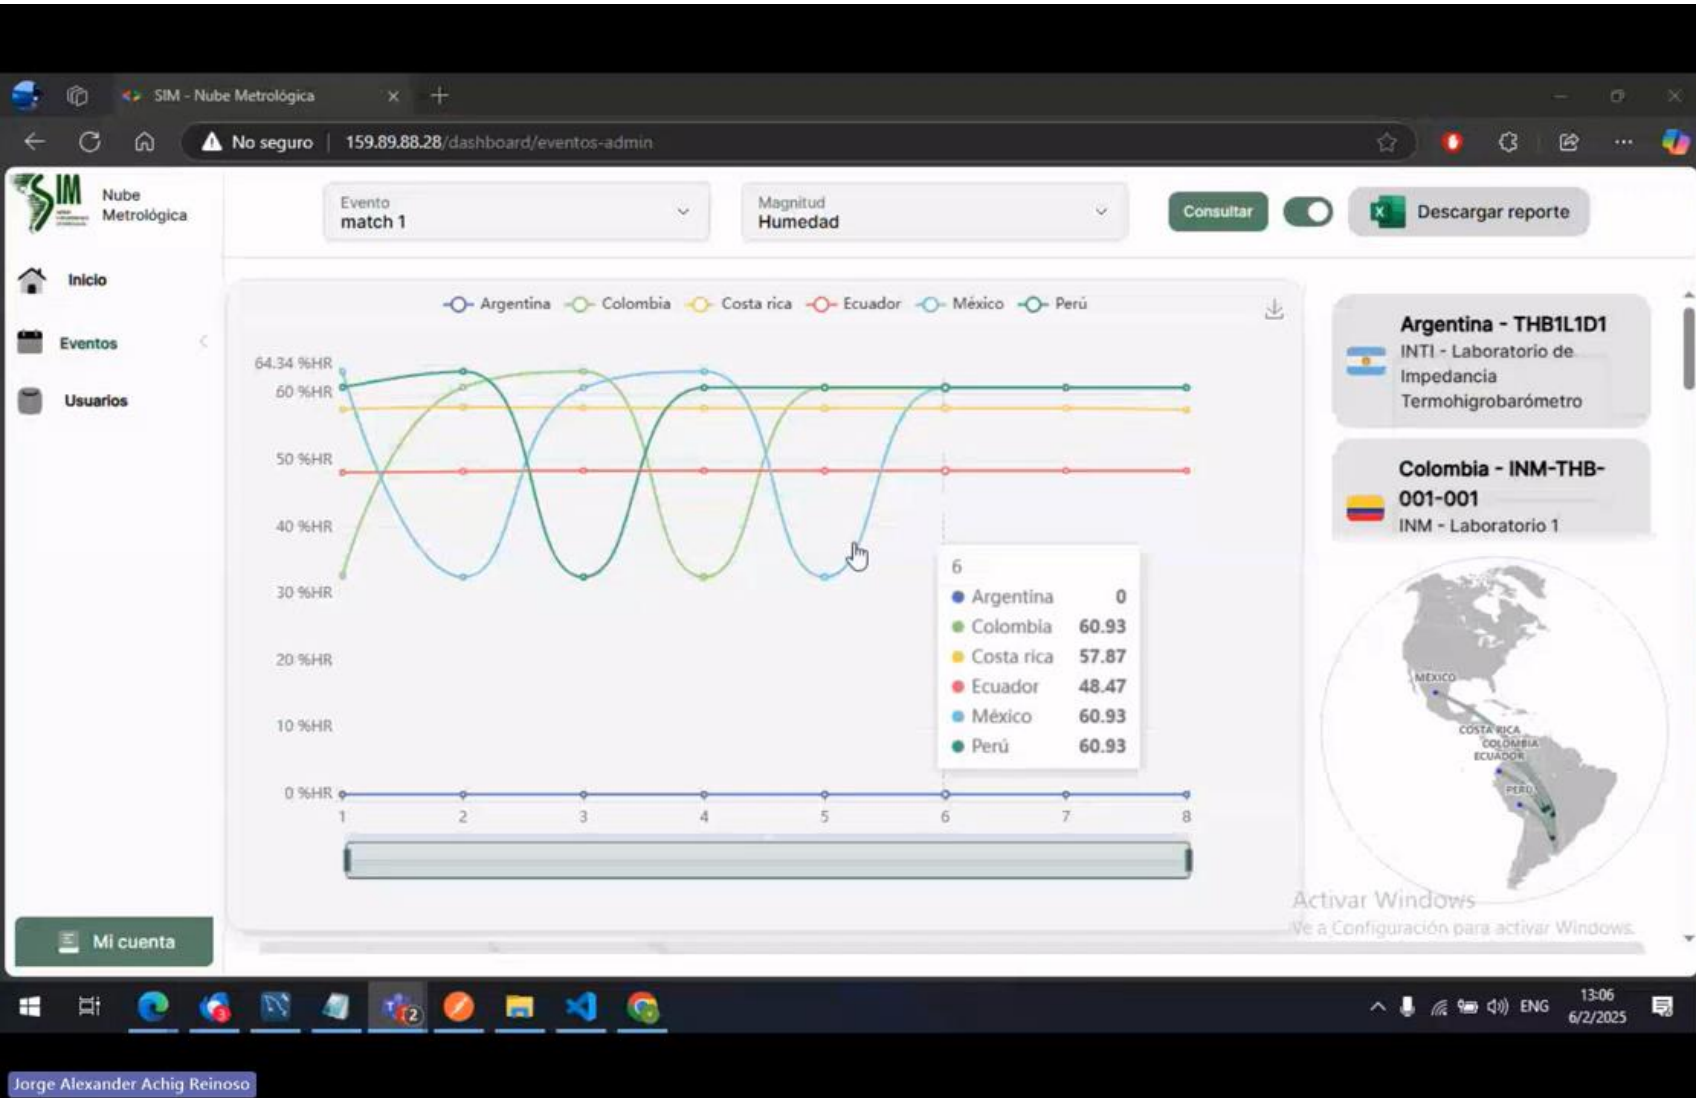 SIM - Nube Metrológica
No seguro
159.89.88.28/dashboard/eventos-admin
SIM
Nube
Metrológica
Evento
match 1
Magnitud
Humedad
Consultar
Descargar reporte
Inicio
Eventos
Usuarios
Mi cuenta
Argentina
Colombia
Costa rica
Ecuador
México
Perú
64.34 %HR
60 %HR
50 %HR
40 %HR
30 %HR
20 %HR
10 %HR
0 %HR
1 2 3 4 5 6 7 8
6
Argentina 0
Colombia 60.93
Costa rica 57.87
Ecuador 48.47
México 60.93
Perú 60.93
Argentina - THB1L1D1
INTI - Laboratorio de
Impedancia
Termohigrobarómetro
Colombia - INM-THB-
001-001
INM - Laboratorio 1
MÉXICO
COSTA RICA
COLOMBIA
ECUADOR
PERÚ
Activar Windows
Ve a Configuración para activar Windows.
ENG
13:06
6/2/2025
Jorge Alexander Achig Reinoso